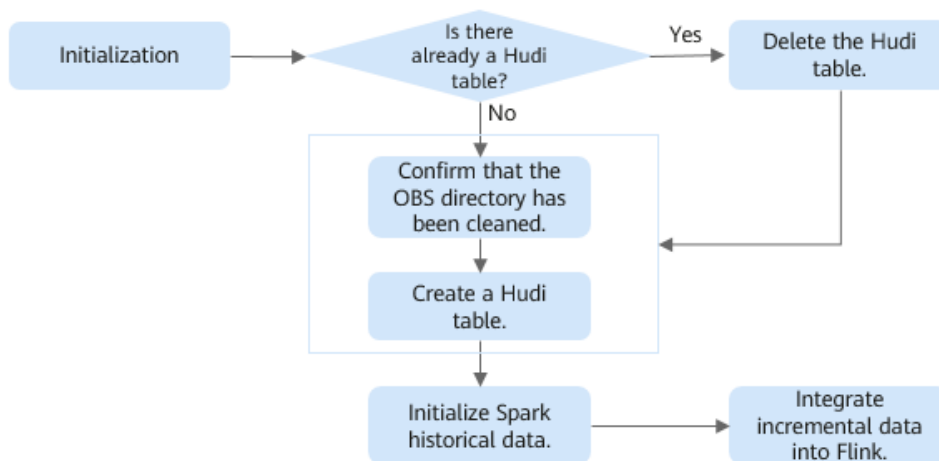 Initialization
Is there
already a Hudi
table?
Yes
Delete the Hudi
table.
No
Confirm that the
OBS directory has
been cleaned.
Create a Hudi
table.
Initialize Spark
historical data.
Integrate
incremental data
into Flink.